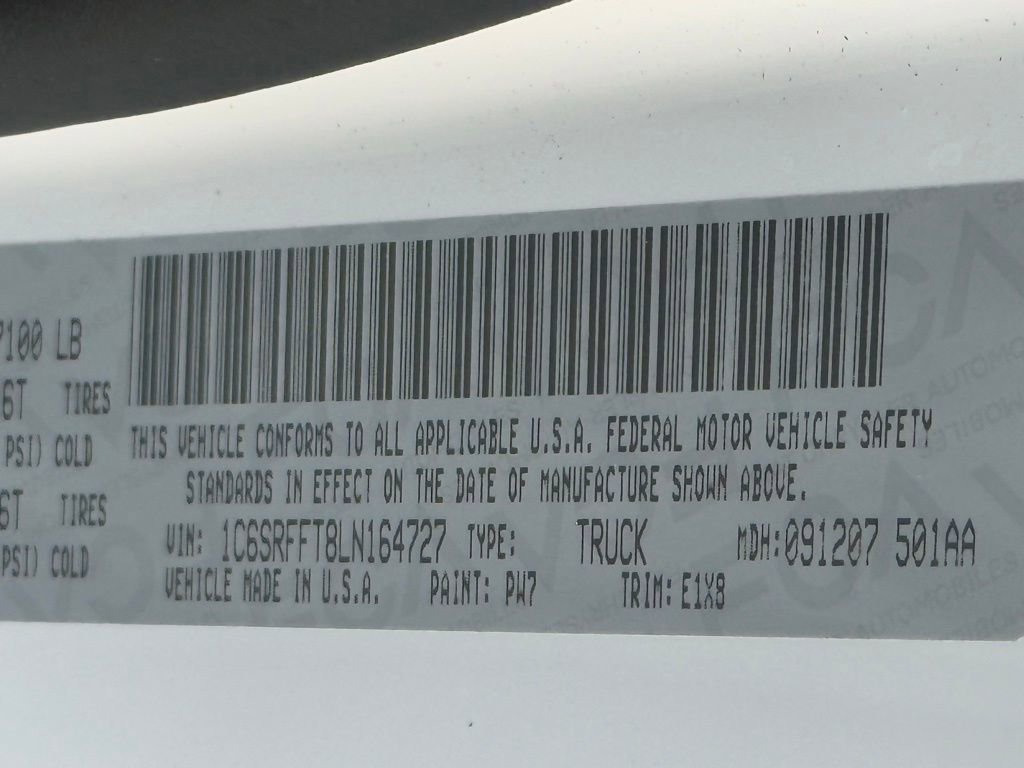 100 LB
6T TIRES
PSI) COLD
6T TIRES
PSI) COLD
THIS VEHICLE CONFORMS TO ALL APPLICABLE U.S.A. FEDERAL MOTOR VEHICLE SAFETY
STANDARDS IN EFFECT ON THE DATE OF MANUFACTURE SHOWN ABOVE.
VIN: 1C6SRFFT8LN164727 TYPE: TRUCK MDH: 091207 501AA
VEHICLE MADE IN U.S.A. PAINT: PW7 TRIM: E1X8